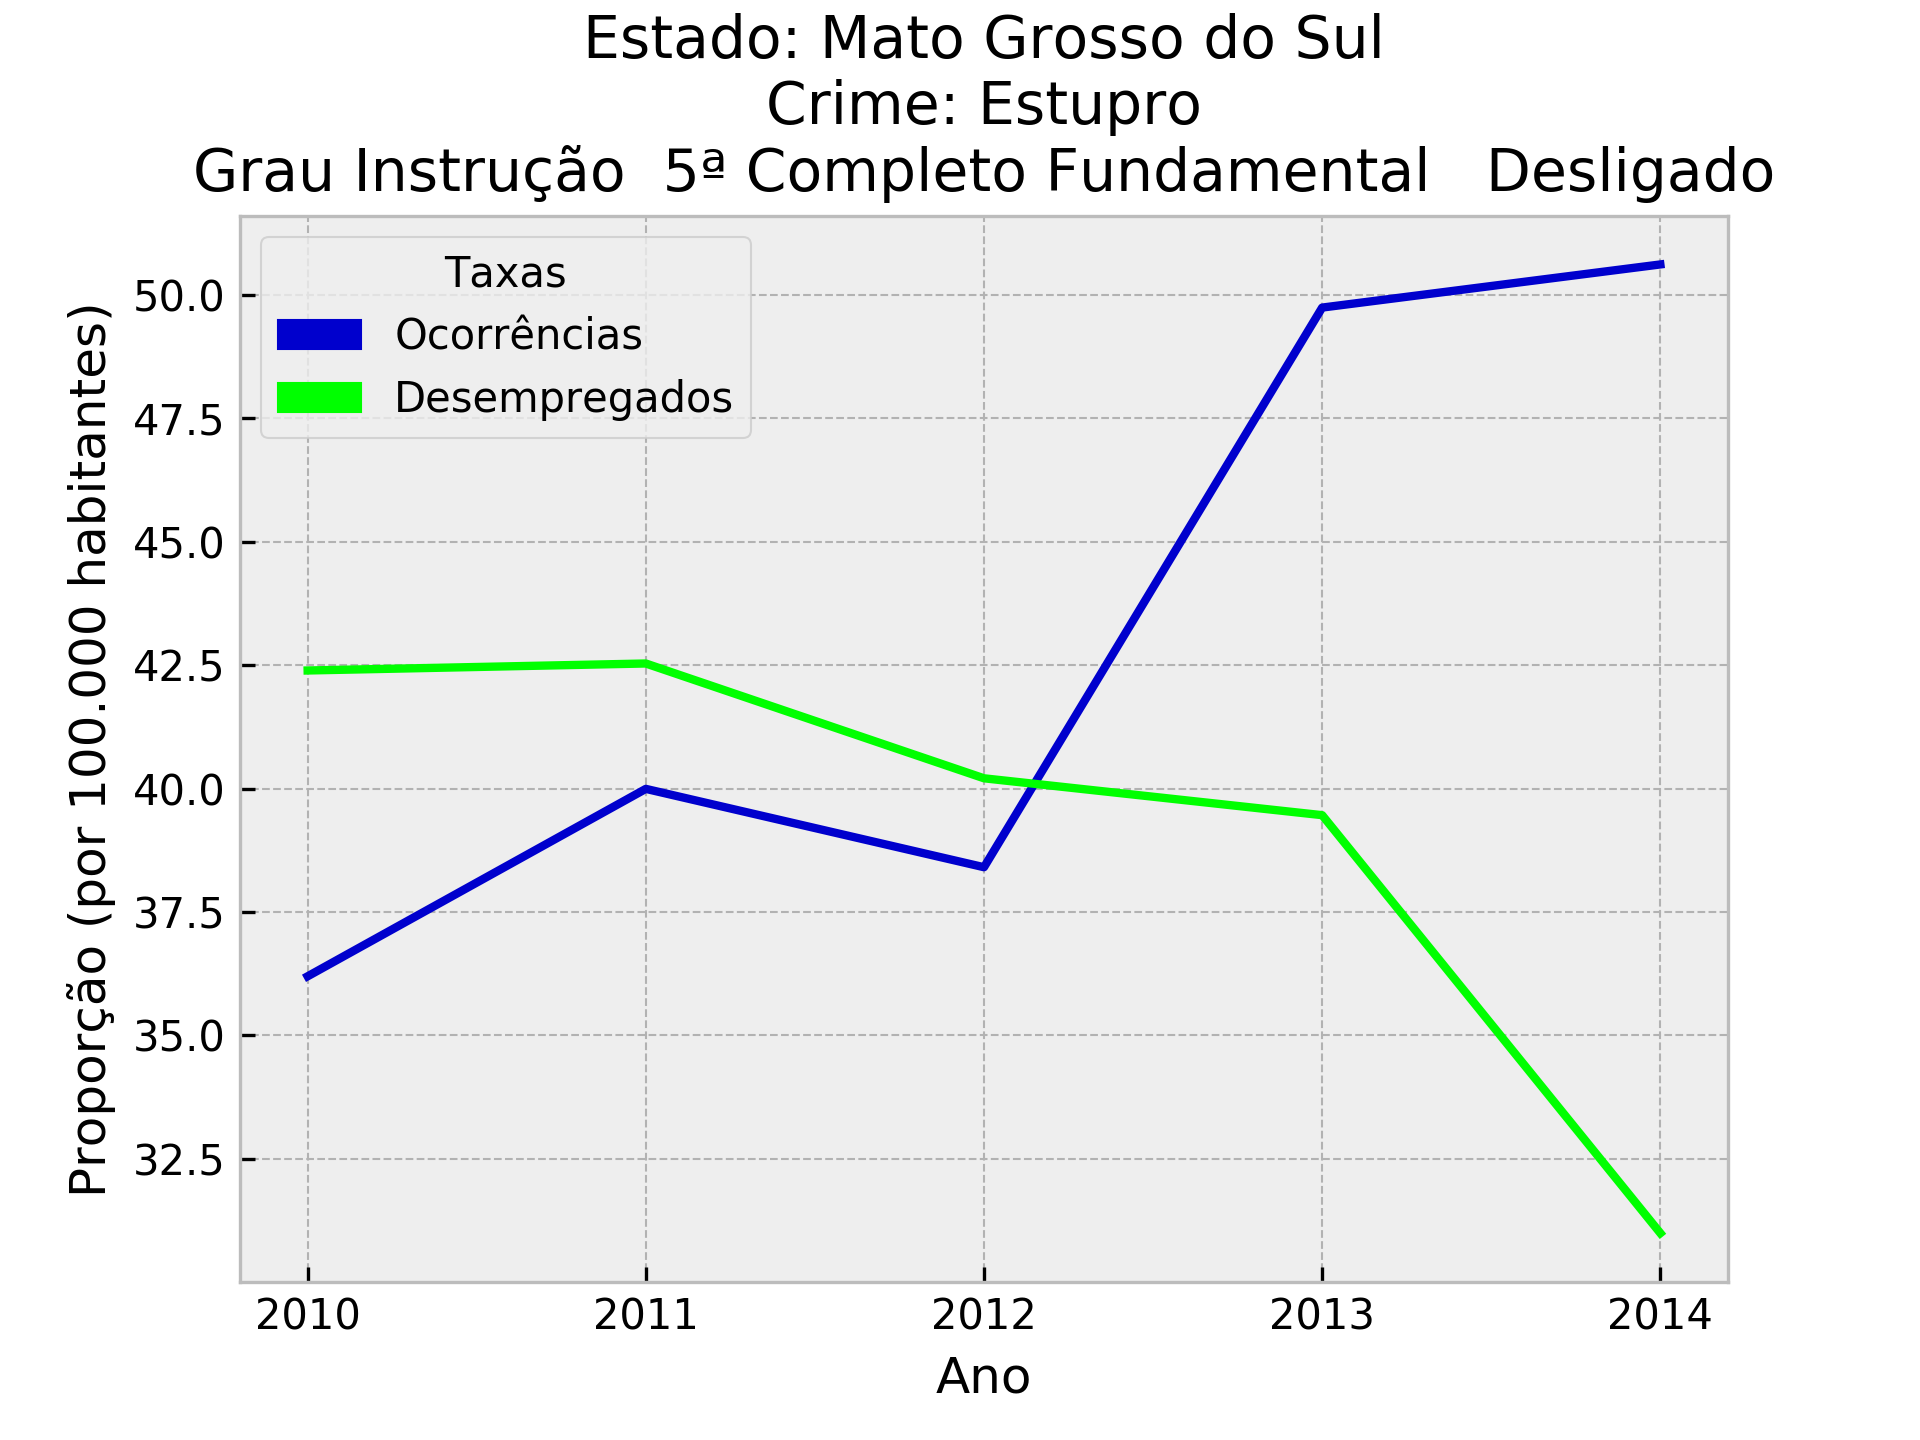 Estado: Mato Grosso do Sul
Crime: Estupro
Grau Instrução  5ª Completo Fundamental   Desligado
Taxas
Ocorrências
Desempregados
Proporção (por 100.000 habitantes)
50.0
47.5
45.0
42.5
40.0
37.5
35.0
32.5
2010 2011 2012 2013 2014
Ano